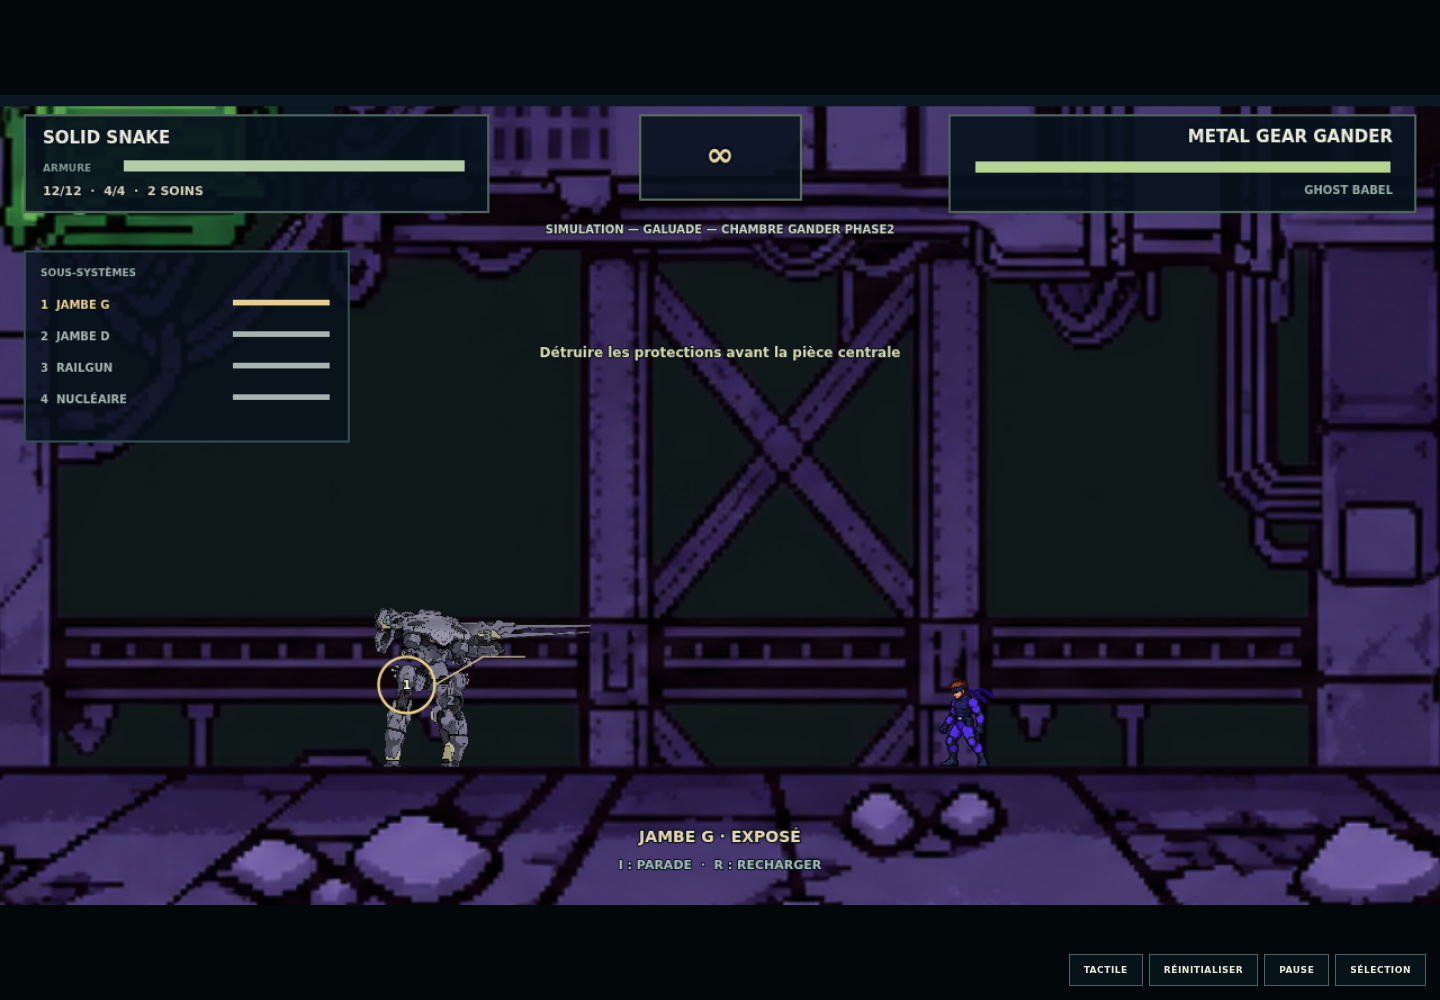 SOLID SNAKE
ARMURE
12/12 · 4/4 · 2 SOINS
∞
METAL GEAR GANDER
GHOST BABEL
SIMULATION — GALUADE — CHAMBRE GANDER PHASE2
SOUS-SYSTÈMES
1 JAMBE G
2 JAMBE D
3 RAILGUN
4 NUCLÉAIRE
Détruire les protections avant la pièce centrale
1
2
JAMBE G · EXPOSÉ
I : PARADE · R : RECHARGER
TACTILE
RÉINITIALISER
PAUSE
SÉLECTION